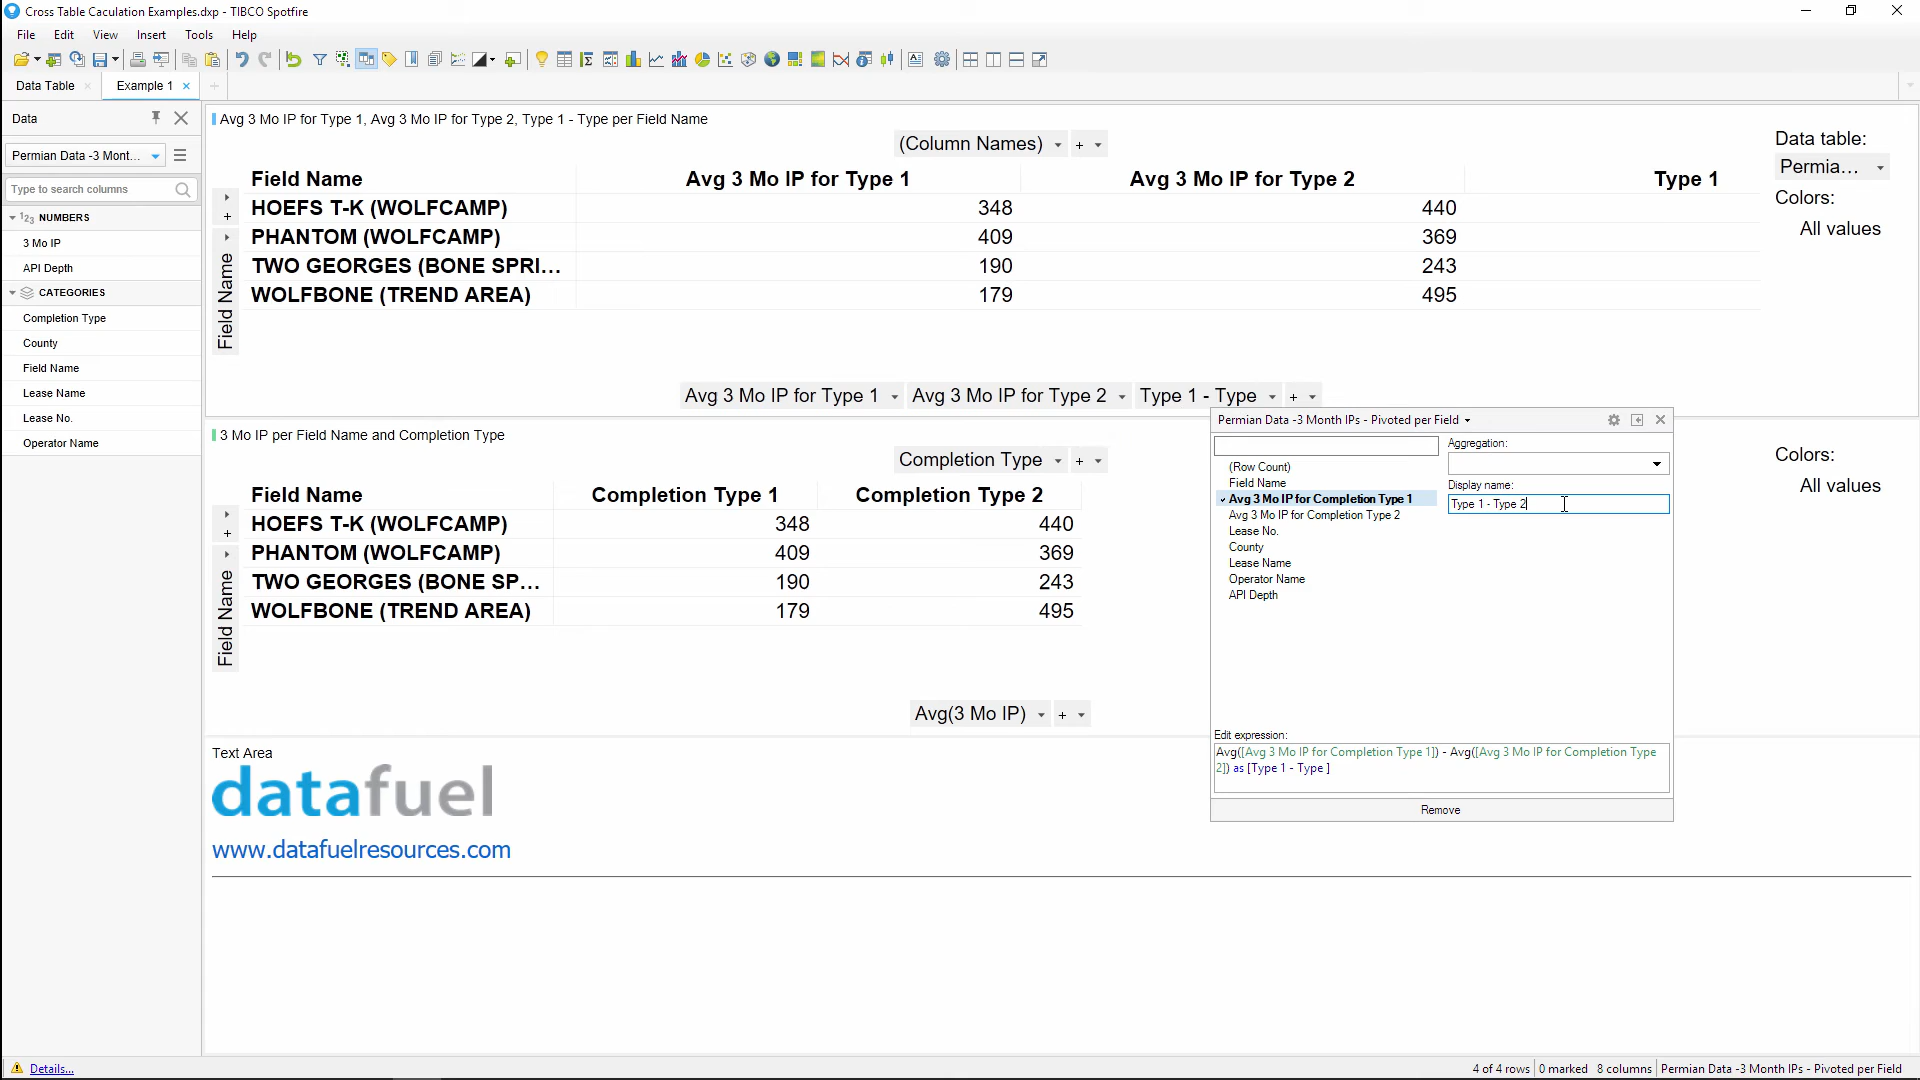 Cross Table Caculation Examples.dxp - TIBCO Spotfire
File Edit View Insert Tools Help
Data Table Example 1
Data
Permian Data -3 Mont...
Type to search columns
NUMBERS
3 Mo IP
API Depth
CATEGORIES
Completion Type
County
Field Name
Lease Name
Lease No.
Operator Name
Avg 3 Mo IP for Type 1, Avg 3 Mo IP for Type 2, Type 1 - Type per Field Name
(Column Names) +
Field Name Avg 3 Mo IP for Type 1 Avg 3 Mo IP for Type 2 Type 1
HOEFS T-K (WOLFCAMP) 348 440
PHANTOM (WOLFCAMP) 409 369
TWO GEORGES (BONE SPRI... 190 243
WOLFBONE (TREND AREA) 179 495
+
Field Name
Avg 3 Mo IP for Type 1 Avg 3 Mo IP for Type 2 Type 1 - Type +
Data table:
Permia...
Colors:
All values
3 Mo IP per Field Name and Completion Type
Completion Type +
Field Name Completion Type 1 Completion Type 2
HOEFS T-K (WOLFCAMP) 348 440
PHANTOM (WOLFCAMP) 409 369
TWO GEORGES (BONE SP... 190 243
WOLFBONE (TREND AREA) 179 495
+
Field Name
Avg(3 Mo IP) +
Colors:
All values
Permian Data -3 Month IPs - Pivoted per Field
(Row Count)
Field Name
Avg 3 Mo IP for Completion Type 1
Avg 3 Mo IP for Completion Type 2
Lease No.
County
Lease Name
Operator Name
API Depth
Aggregation:
Display name:
Type 1 - Type 2
Edit expression:
Avg([Avg 3 Mo IP for Completion Type 1]) - Avg([Avg 3 Mo IP for Completion Type
2]) as [Type 1 - Type ]
Remove
Text Area
datafuel
www.datafuelresources.com
Details...
4 of 4 rows 0 marked 8 columns Permian Data -3 Month IPs - Pivoted per Field